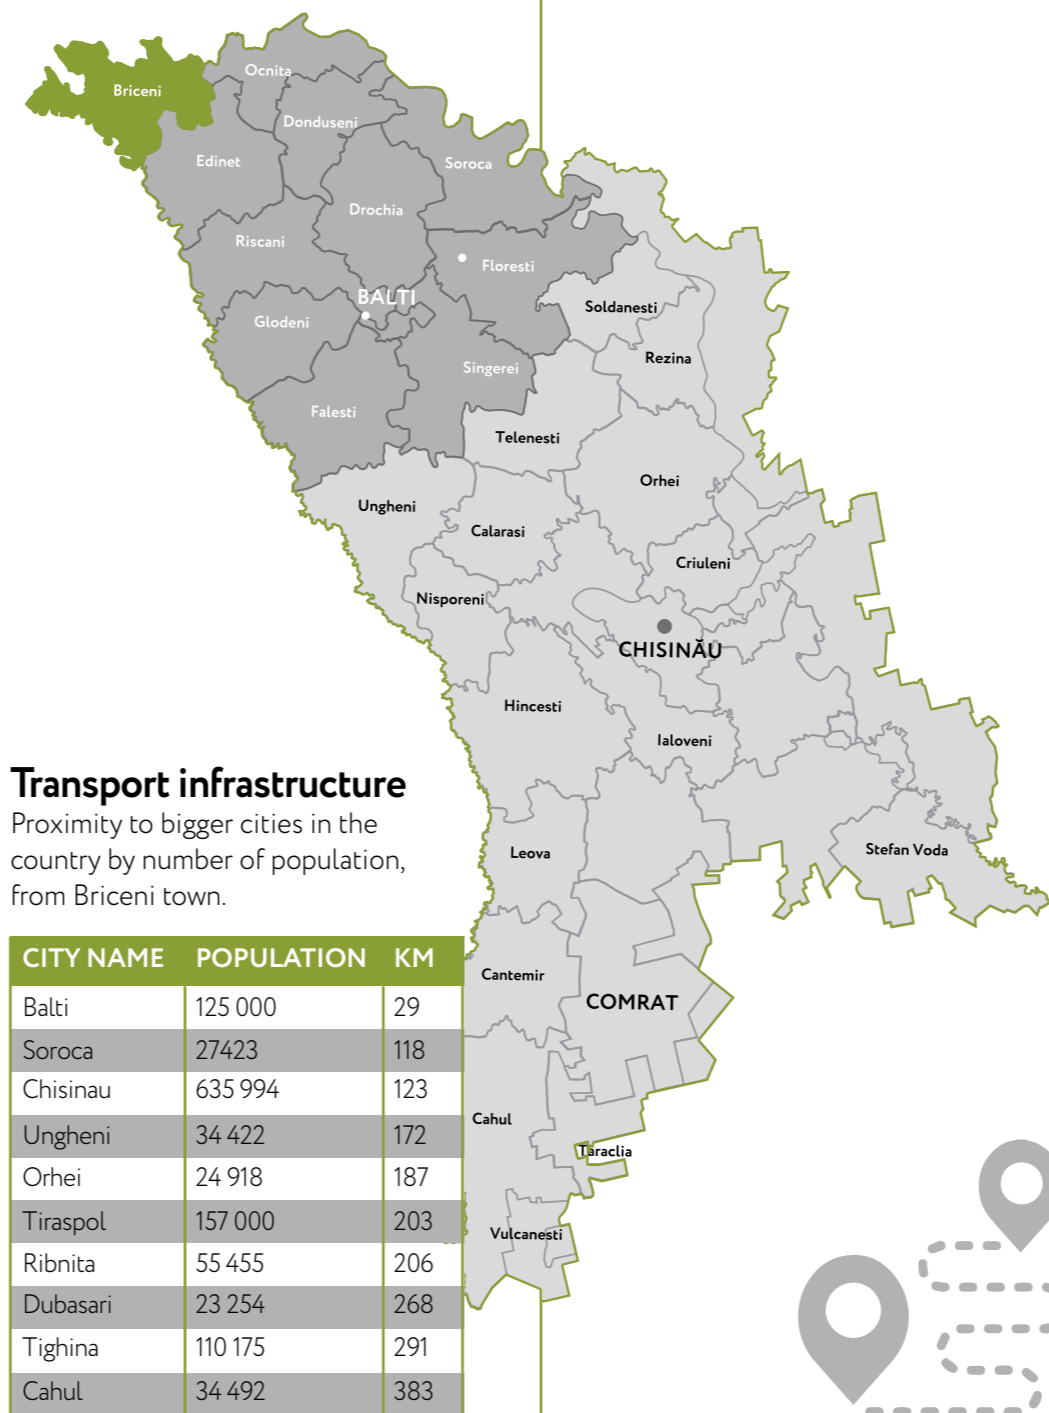 Briceni
Ocnita
Donduseni
Edinet
Soroca
Drochia
Riscani
Floresti
BALTI
Glodeni
Soldanesti
Rezina
Singerei
Falesti
Telenesti
Orhei
Ungheni
Calarasi
Criuleni
Nisporeni
CHISINĂU
Hincesti
Ialoveni
Leova
Stefan Voda
Cantemir
COMRAT
Cahul
Taraclia
Vulcanesti
Transport infrastructure
Proximity to bigger cities in the
country by number of population,
from Briceni town.
CITY NAME POPULATION KM
Balti 125 000 29
Soroca 27423 118
Chisinau 635 994 123
Ungheni 34 422 172
Orhei 24 918 187
Tiraspol 157 000 203
Ribnita 55 455 206
Dubasari 23 254 268
Tighina 110 175 291
Cahul 34 492 383